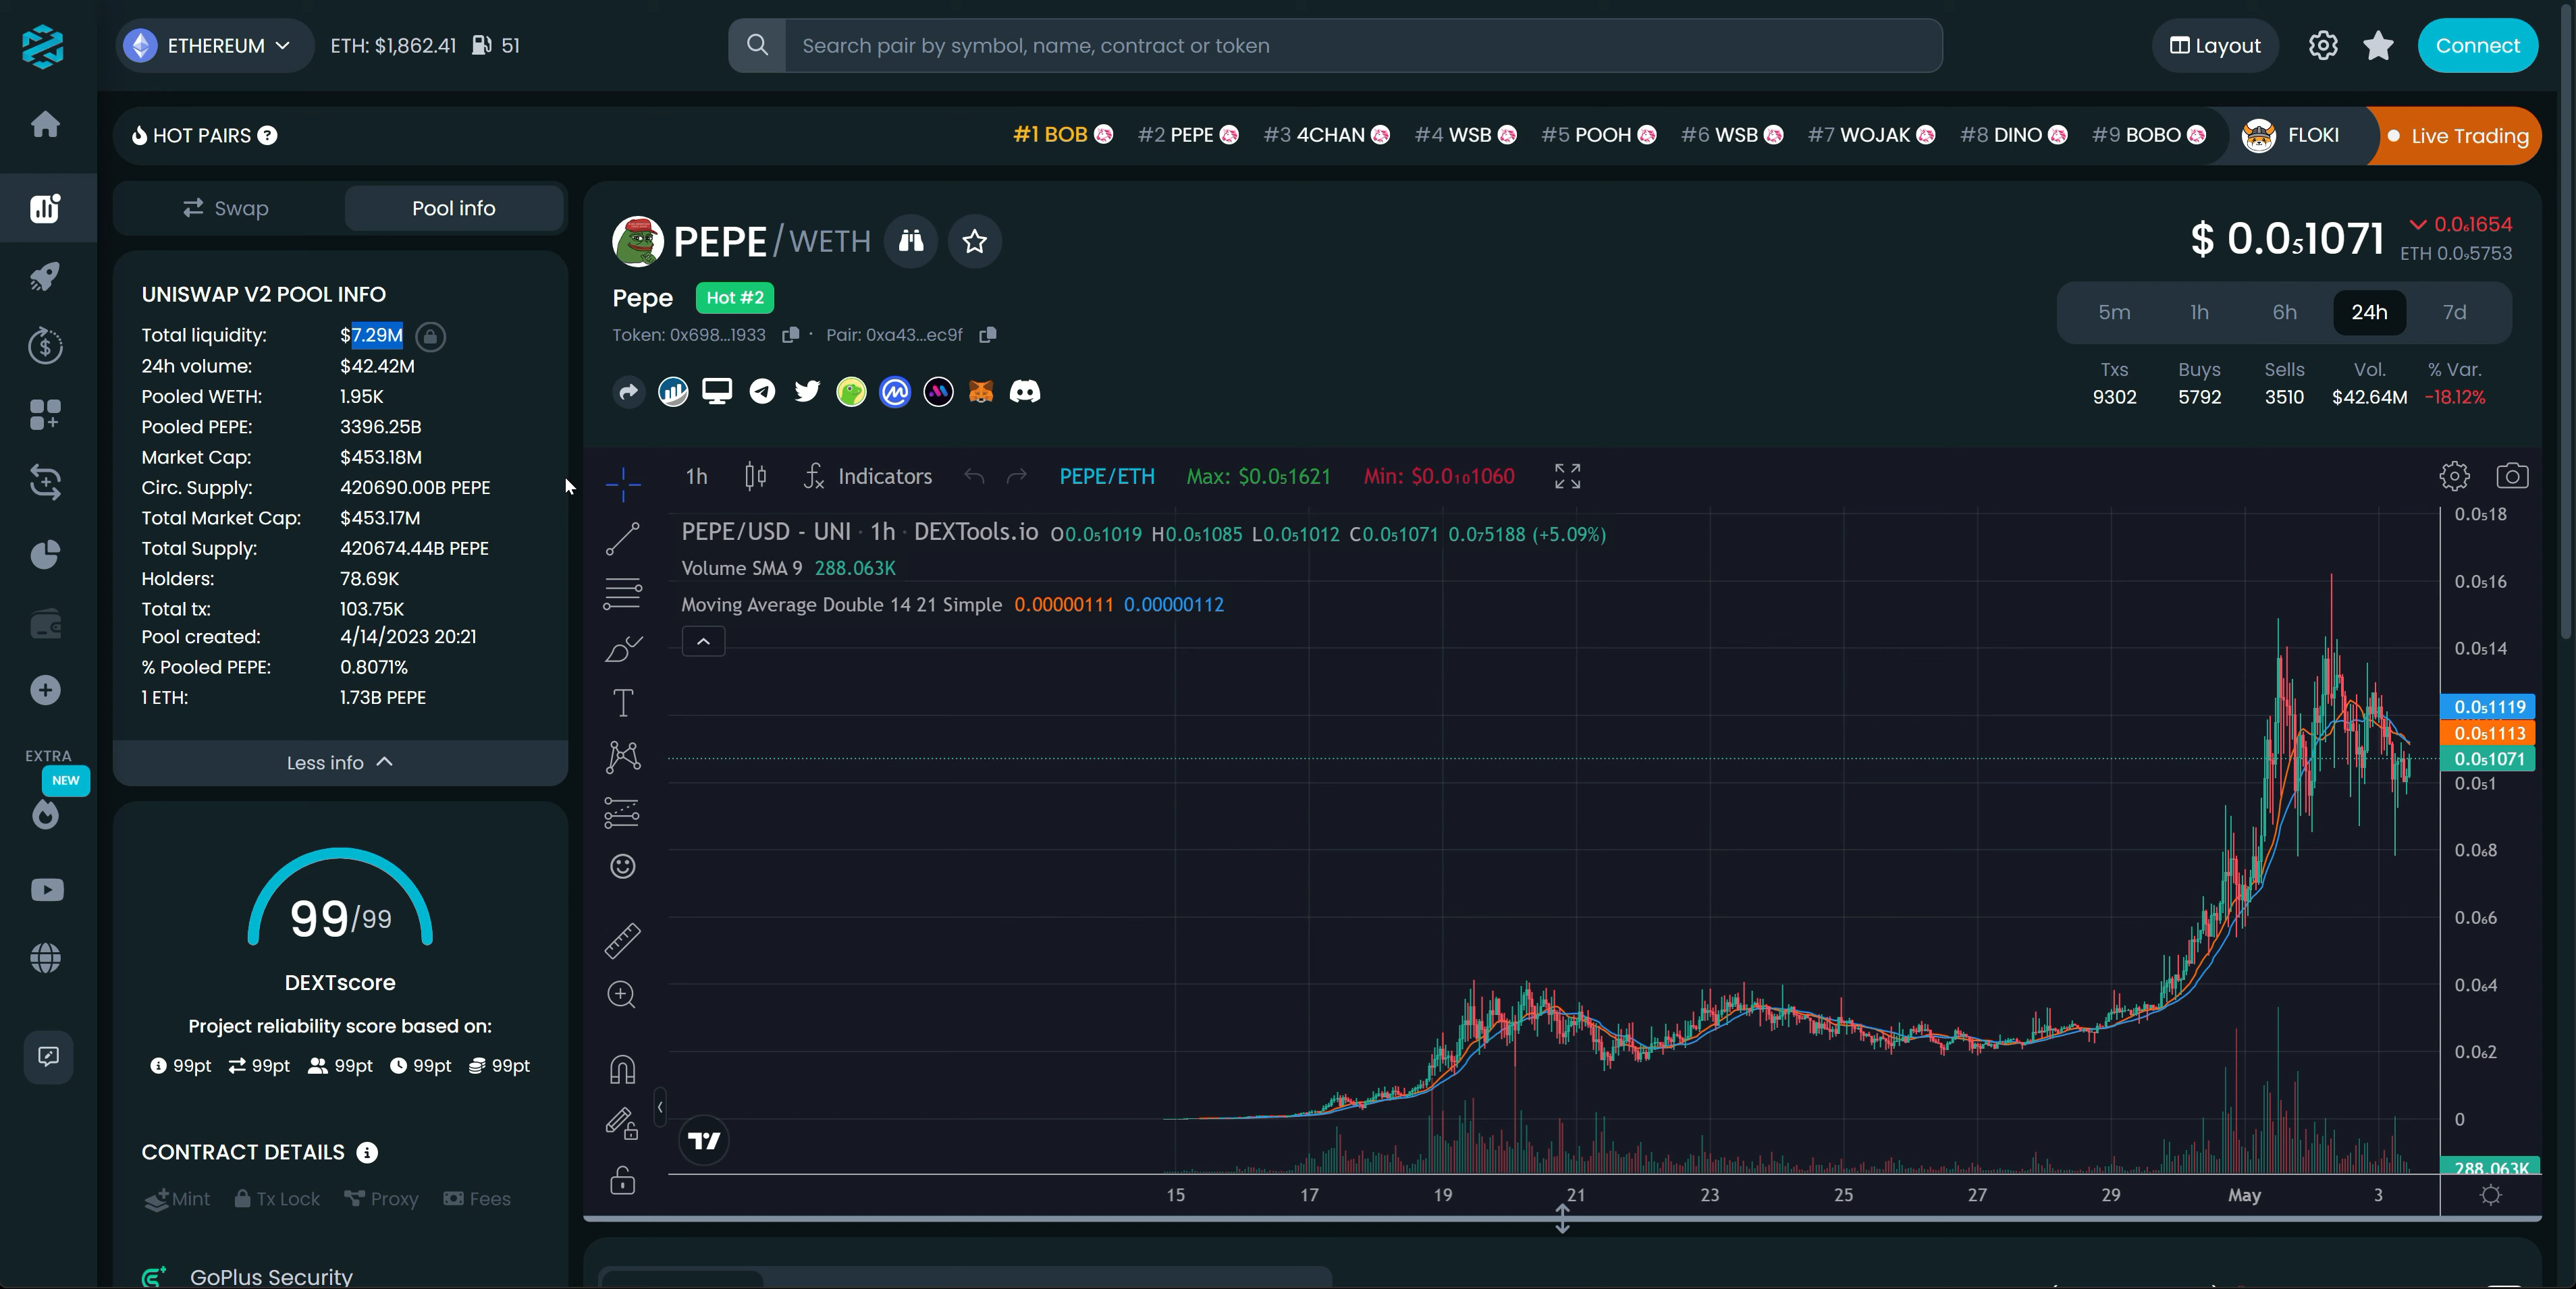 ETHEREUM ETH: $1,862.41 51 Search pair by symbol, name, contract or token Layout Connect
HOT PAIRS ? #1 BOB #2 PEPE #3 4CHAN #4 WSB #5 POOH #6 WSB #7 WOJAK #8 DINO #9 BOBO FLOKI Live Trading
Swap Pool info
UNISWAP V2 POOL INFO
Total liquidity: $7.29M
24h volume: $42.42M
Pooled WETH: 1.95K
Pooled PEPE: 3396.25B
Market Cap: $453.18M
Circ. Supply: 420690.00B PEPE
Total Market Cap: $453.17M
Total Supply: 420674.44B PEPE
Holders: 78.69K
Total tx: 103.75K
Pool created: 4/14/2023 20:21
% Pooled PEPE: 0.8071%
1 ETH: 1.73B PEPE
Less info
EXTRA
NEW
99/99
DEXTscore
Project reliability score based on:
99pt 99pt 99pt 99pt 99pt
CONTRACT DETAILS
Mint Tx Lock Proxy Fees
GoPlus Security
PEPE/WETH
Pepe Hot #2
Token: 0x698...1933 · Pair: 0xa43...ec9f
$ 0.0₅1071 0.0₆1654
ETH 0.0₉5753
5m 1h 6h 24h 7d
Txs Buys Sells Vol. % Var.
9302 5792 3510 $42.64M -18.12%
1h Indicators PEPE/ETH Max: $0.0₅1621 Min: $0.0₁₀1060
PEPE/USD - UNI · 1h · DEXTools.io O0.0₅1019 H0.0₅1085 L0.0₅1012 C0.0₅1071 0.0₇5188 (+5.09%)
Volume SMA 9 288.063K
Moving Average Double 14 21 Simple 0.00000111 0.00000112
0.0₅18
0.0₅16
0.0₅14
0.0₅1119
0.0₅1113
0.0₅1071
0.0₅1
0.0₆8
0.0₆6
0.0₆4
0.0₆2
0
288.063K
15 17 19 21 23 25 27 29 May 3